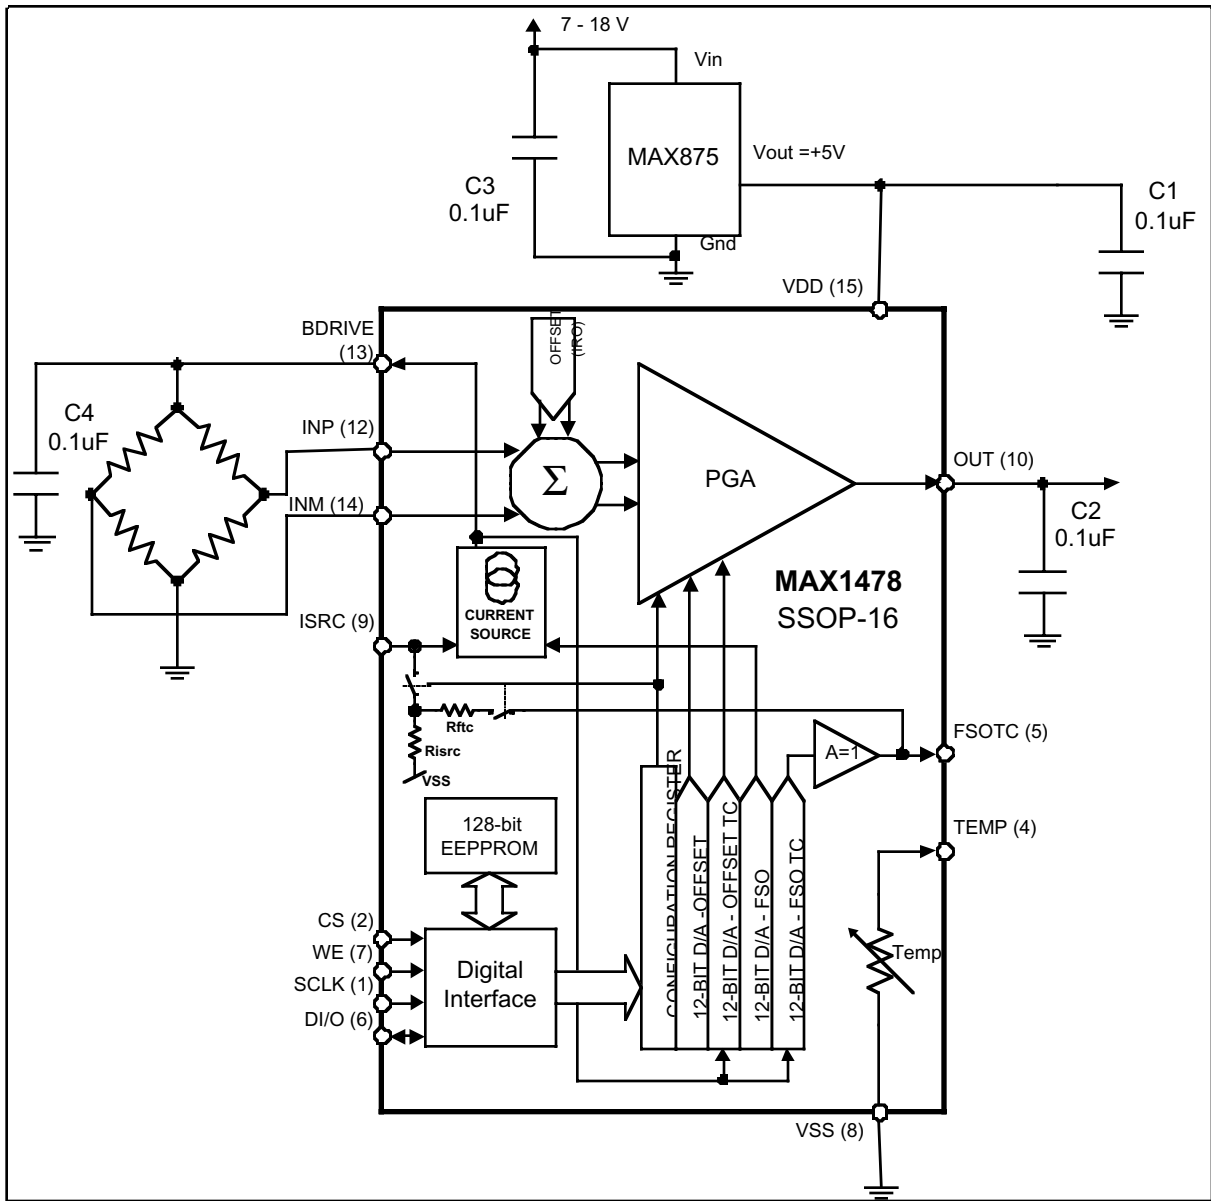 7 - 18 V
Vin
MAX875
Vout =+5V
C3
0.1uF
C1
0.1uF
Gnd
VDD (15)
BDRIVE
(13)
OFFSET
(IRO)
C4
0.1uF
INP (12)
Σ
PGA
OUT (10)
INM (14)
C2
0.1uF
MAX1478
SSOP-16
ISRC (9)
CURRENT
SOURCE
Rftc
Risrc
VSS
A=1
FSOTC (5)
CONFIGURATION REGISTER
12-BIT D/A -OFFSET
12-BIT D/A - OFFSET TC
12-BIT D/A - FSO
12-BIT D/A - FSO TC
128-bit
EEPPROM
TEMP (4)
Temp
CS (2)
WE (7)
SCLK (1)
DI/O (6)
Digital
Interface
VSS (8)